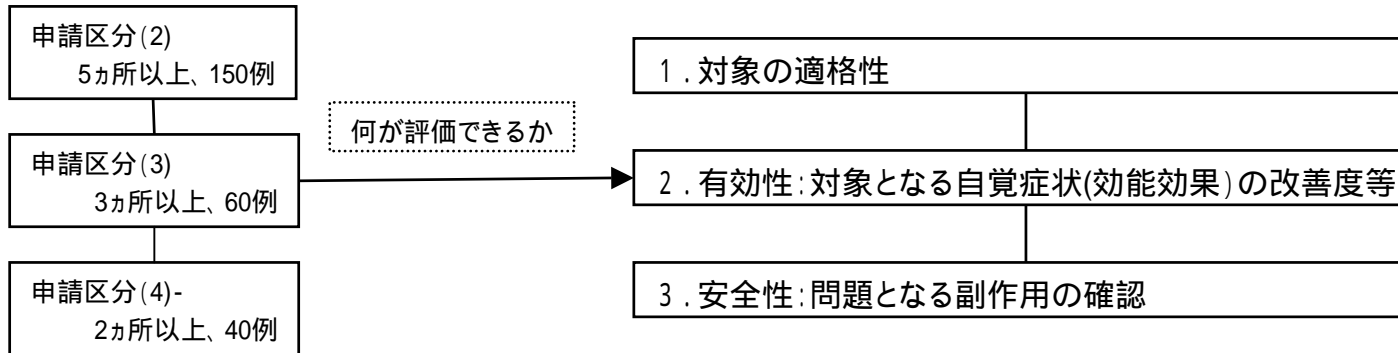 申請区分(2)
5ヵ所以上、150例
申請区分(3)
3ヵ所以上、60例
申請区分(4)-
2ヵ所以上、40例
何が評価できるか
1.対象の適格性
2.有効性:対象となる自覚症状(効能効果)の改善度等
3.安全性:問題となる副作用の確認